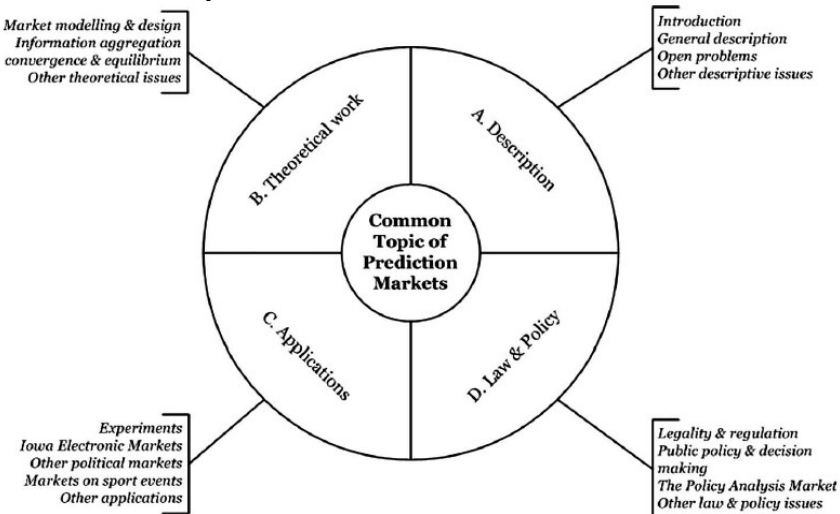 Market modelling & design
Information aggregation
convergence & equilibrium
Other theoretical issues
Introduction
General description
Open problems
Other descriptive issues
B. Theoretical work
A. Description
Common
Topic of
Prediction
Markets
C. Applications
D. Law & Policy
Experiments
Iowa Electronic Markets
Other political markets
Markets on sport events
Other applications
Legality & regulation
Public policy & decision
making
The Policy Analysis Market
Other law & policy issues